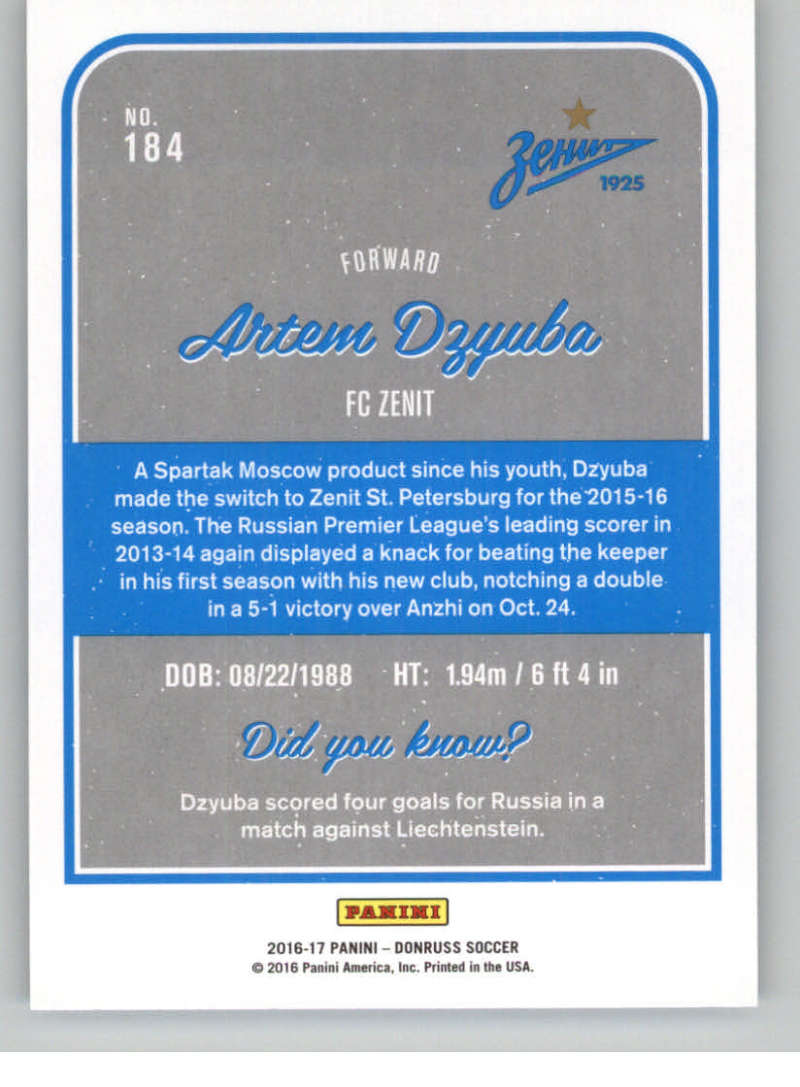 NO.
184
Зенит
1925
FORWARD
Artem Dzyuba
FC ZENIT
A Spartak Moscow product since his youth, Dzyuba
made the switch to Zenit St. Petersburg for the 2015-16
season. The Russian Premier League's leading scorer in
2013-14 again displayed a knack for beating the keeper
in his first season with his new club, notching a double
in a 5-1 victory over Anzhi on Oct. 24.
DOB: 08/22/1988 HT: 1.94m / 6 ft 4 in
Did you know?
Dzyuba scored four goals for Russia in a
match against Liechtenstein.
PANINI
2016-17 PANINI – DONRUSS SOCCER
© 2016 Panini America, Inc. Printed in the USA.